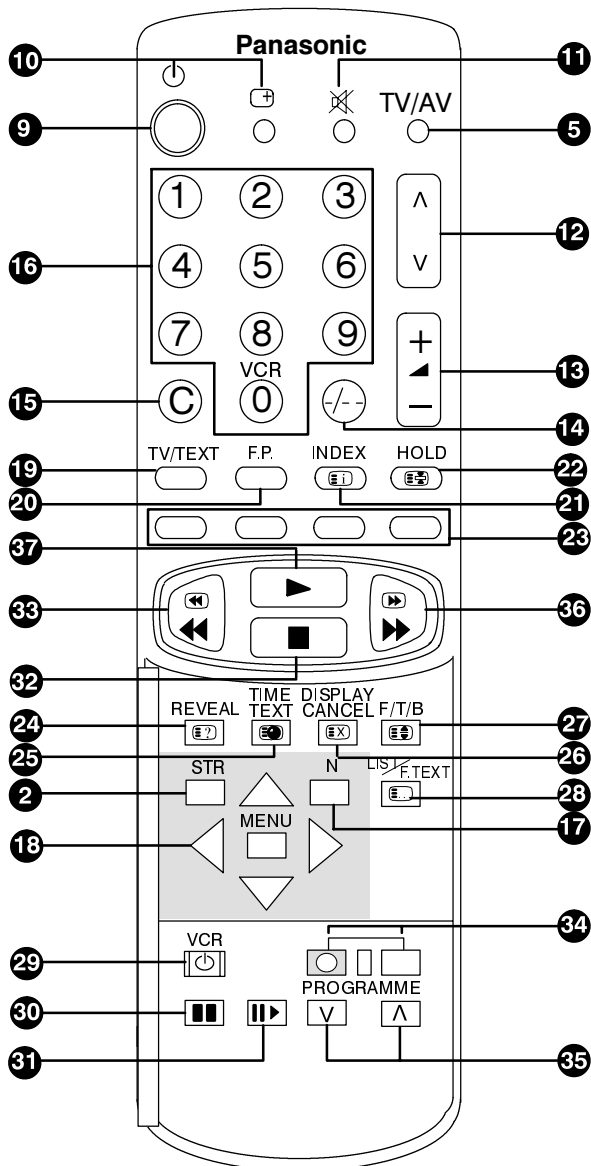 Panasonic
10
11
TV/AV
9
5
1 2 3
12
16
4 5 6
7 8 9
VCR
13
15
C 0 -/--
14
TV/TEXT F.P. INDEX HOLD
19
22
20
21
23
37
33
36
32
REVEAL TIME TEXT DISPLAY CANCEL F/T/B
24
27
25
26
STR N LIST/F.TEXT
2
28
MENU
17
18
34
VCR
29
PROGRAMME
30
31
35